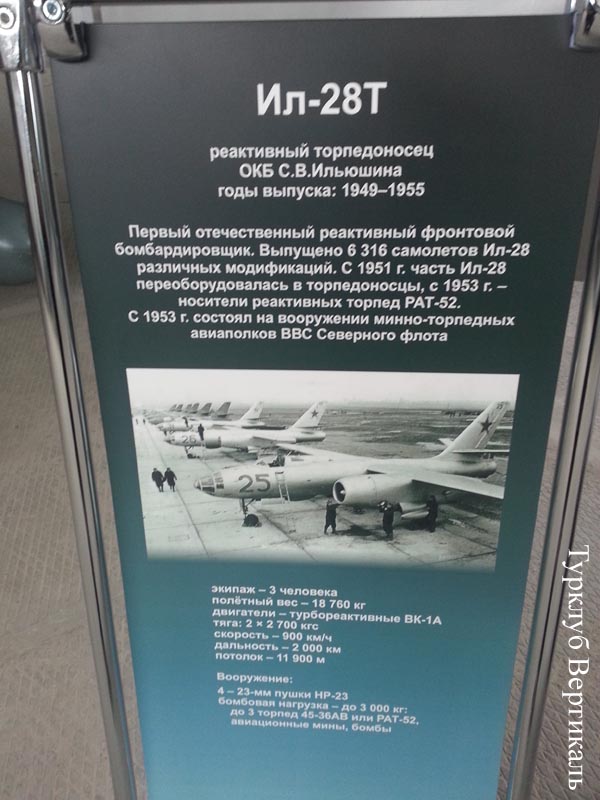 Ил-28Т
реактивный торпедоносец
ОКБ С.В.Ильюшина
годы выпуска: 1949–1955
Первый отечественный реактивный фронтовой
бомбардировщик. Выпущено 6 316 самолетов Ил-28
различных модификаций. С 1951 г. часть Ил-28
переоборудовалась в торпедоносцы, с 1953 г. –
носители реактивных торпед РАТ-52.
С 1953 г. состоял на вооружении минно-торпедных
авиаполков ВВС Северного флота
25
26
экипаж – 3 человека
полётный вес – 18 760 кг
двигатели – турбореактивные ВК-1А
тяга: 2 × 2 700 кгс
скорость – 900 км/ч
дальность – 2 000 км
потолок – 11 900 м
Вооружение:
4 – 23-мм пушки НР-23
бомбовая нагрузка – до 3 000 кг:
до 3 торпед 45-36АВ или РАТ-52,
авиационные мины, бомбы
Турклуб Вертикаль